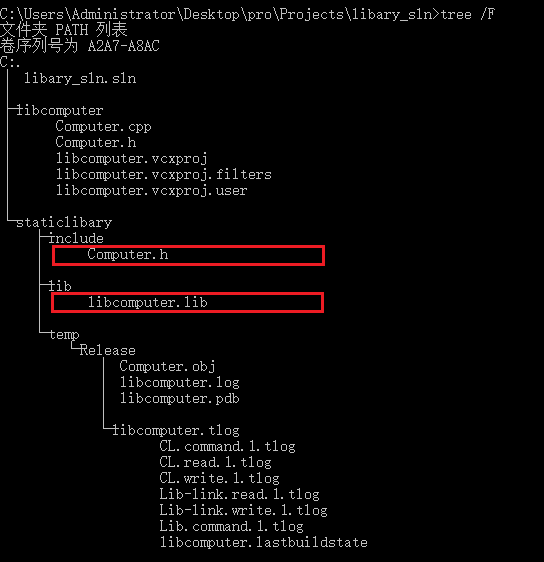 C:\Users\Administrator\Desktop\pro\Projects\libary_sln>tree /F
文件夹 PATH 列表
卷序列号为 A2A7-A8AC
C:.
libary_sln.sln
libcomputer
Computer.cpp
Computer.h
libcomputer.vcxproj
libcomputer.vcxproj.filters
libcomputer.vcxproj.user
staticlibary
include
Computer.h
lib
libcomputer.lib
temp
Release
Computer.obj
libcomputer.log
libcomputer.pdb
libcomputer.tlog
CL.command.1.tlog
CL.read.1.tlog
CL.write.1.tlog
Lib-link.read.1.tlog
Lib-link.write.1.tlog
Lib.command.1.tlog
libcomputer.lastbuildstate